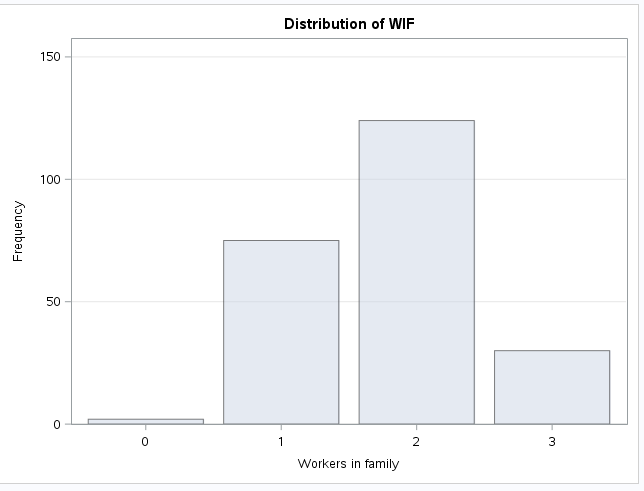 Distribution of WIF
150
100
50
0
Frequency
0 1 2 3
Workers in family